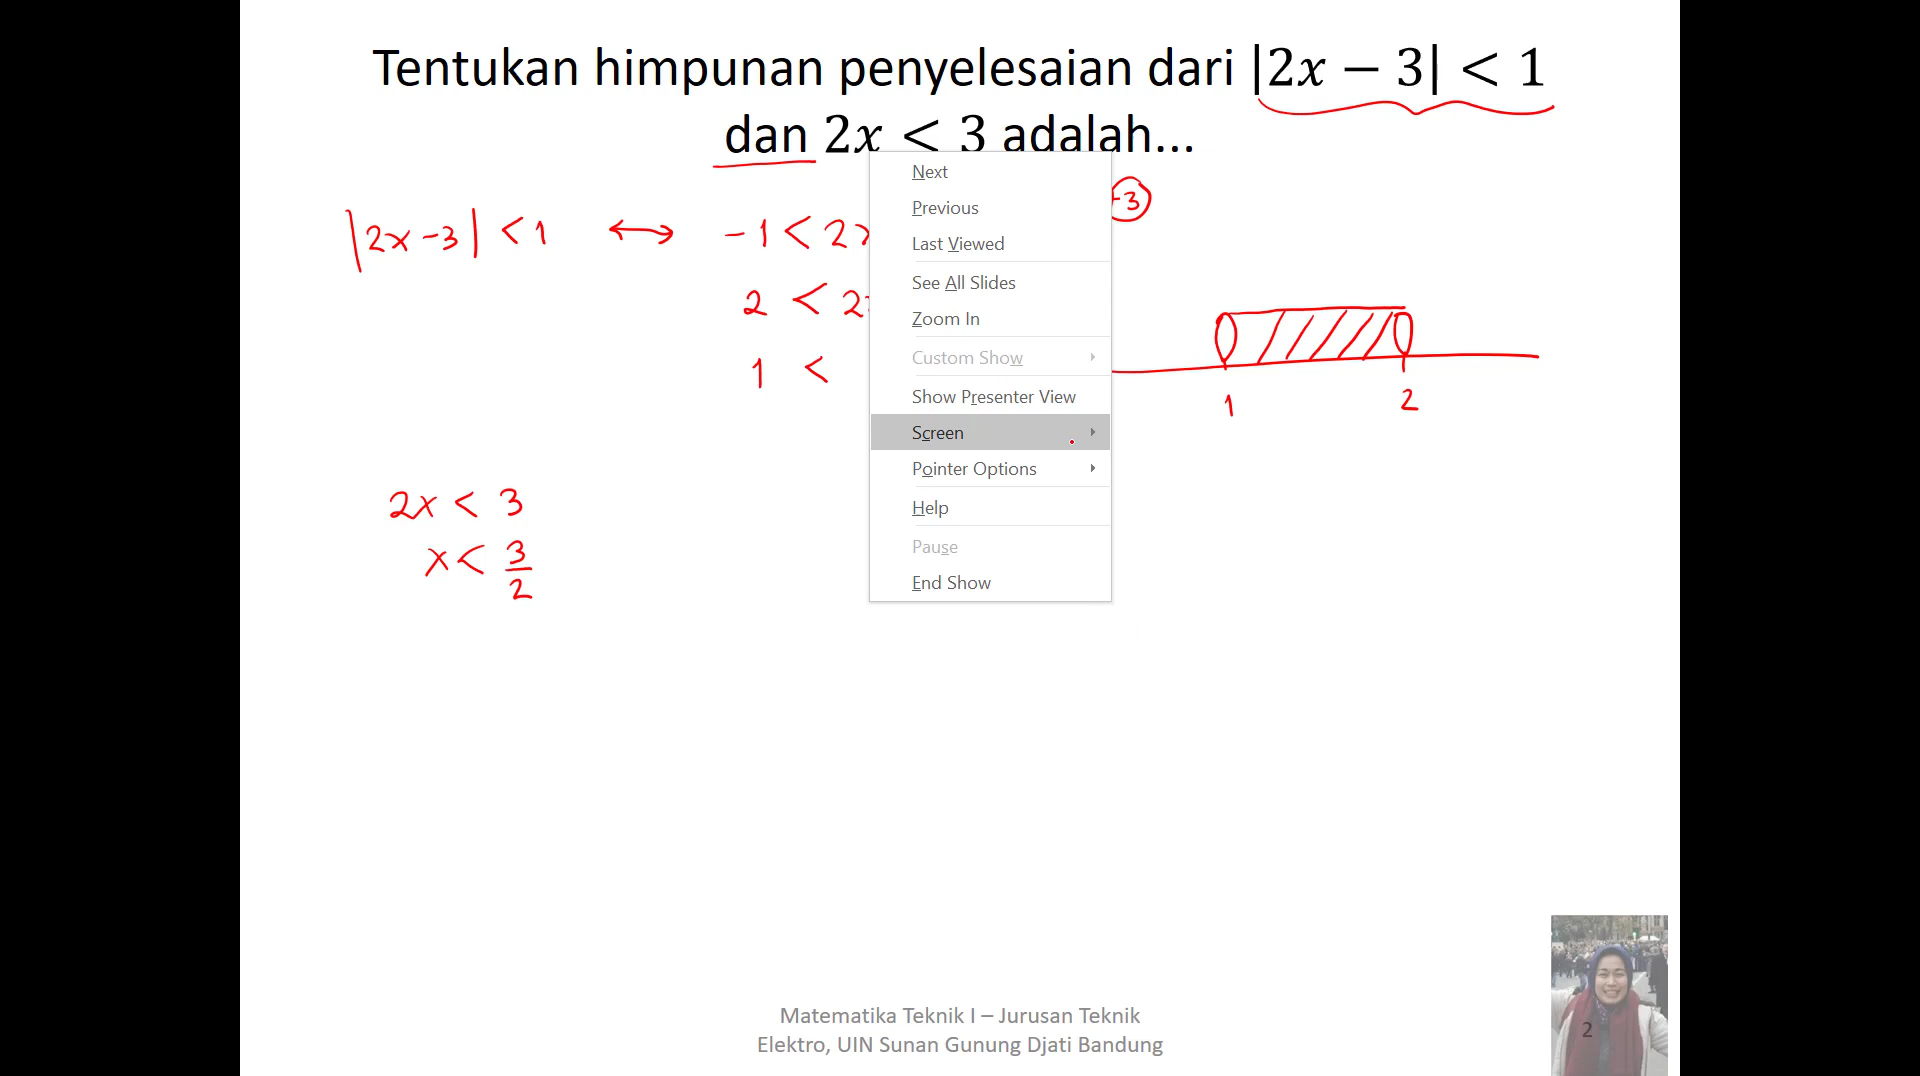 Tentukan himpunan penyelesaian dari |2x − 3| < 1
dan 2x < 3 adalah...
|2x -3| < 1 ↔ -1 < 2x
-3
2 < 2x
1 <
1 2
2x < 3
x < 3/2
Next
Previous
Last Viewed
See All Slides
Zoom In
Custom Show
Show Presenter View
Screen
Pointer Options
Help
Pause
End Show
Matematika Teknik I – Jurusan Teknik
Elektro, UIN Sunan Gunung Djati Bandung
2